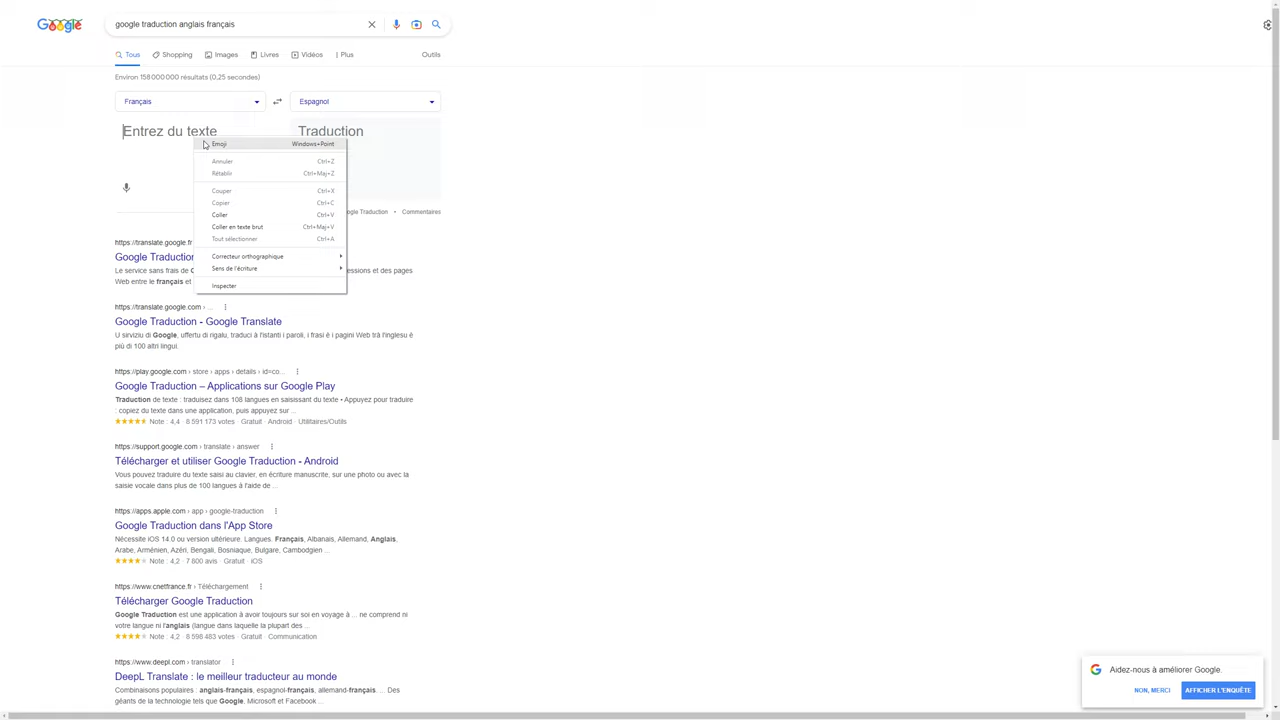 Google
google traduction anglais français
Tous Shopping Images Livres Vidéos Plus Outils
Environ 158 000 000 résultats (0,25 secondes)
Français Espagnol
Entrez du texte Traduction
Emoji Windows+Point
Annuler Ctrl+Z
Rétablir Ctrl+Maj+Z
Couper Ctrl+X
Copier Ctrl+C
Coller Ctrl+V
Coller en texte brut Ctrl+Maj+V
Tout sélectionner Ctrl+A
Correcteur orthographique
Sens de l'écriture
Inspecter
ogle Traduction • Commentaires
https://translate.google.fr
Google Traduction
Le service sans frais de G essions et des pages
Web entre le français et
https://translate.google.com › ...
Google Traduction - Google Translate
U sirviziu di Google, uffertu di rigalu, traduci à l'istanti i paroli, i frasi è i pagini Web trà l'inglesu è
più di 100 altri lingui.
https://play.google.com › store › apps › details › id=co...
Google Traduction – Applications sur Google Play
Traduction de texte : traduisez dans 108 langues en saisissant du texte • Appuyez pour traduire
: copiez du texte dans une application, puis appuyez sur ...
Note : 4,4 · 8 591 173 votes · Gratuit · Android · Utilitaires/Outils
https://support.google.com › translate › answer
Télécharger et utiliser Google Traduction - Android
Vous pouvez traduire du texte saisi au clavier, en écriture manuscrite, sur une photo ou avec la
saisie vocale dans plus de 100 langues à l'aide de ...
https://apps.apple.com › app › google-traduction
Google Traduction dans l'App Store
Nécessite iOS 14.0 ou version ultérieure. Langues. Français, Albanais, Allemand, Anglais,
Arabe, Arménien, Azéri, Bengali, Bosniaque, Bulgare, Cambodgien ...
Note : 4,2 · 7 800 avis · Gratuit · iOS
https://www.cnetfrance.fr › Téléchargement
Télécharger Google Traduction
Google Traduction est une application à avoir toujours sur soi en voyage à ... ne comprend ni
votre langue ni l'anglais (langue dans laquelle la plupart des ...
Note : 4,2 · 8 598 483 votes · Gratuit · Communication
https://www.deepl.com › translator
DeepL Translate : le meilleur traducteur au monde
Combinaisons populaires : anglais-français, espagnol-français, allemand-français. ... Des
géants de la technologie tels que Google, Microsoft et Facebook ...
Aidez-nous à améliorer Google.
NON, MERCI AFFICHER L'ENQUÊTE